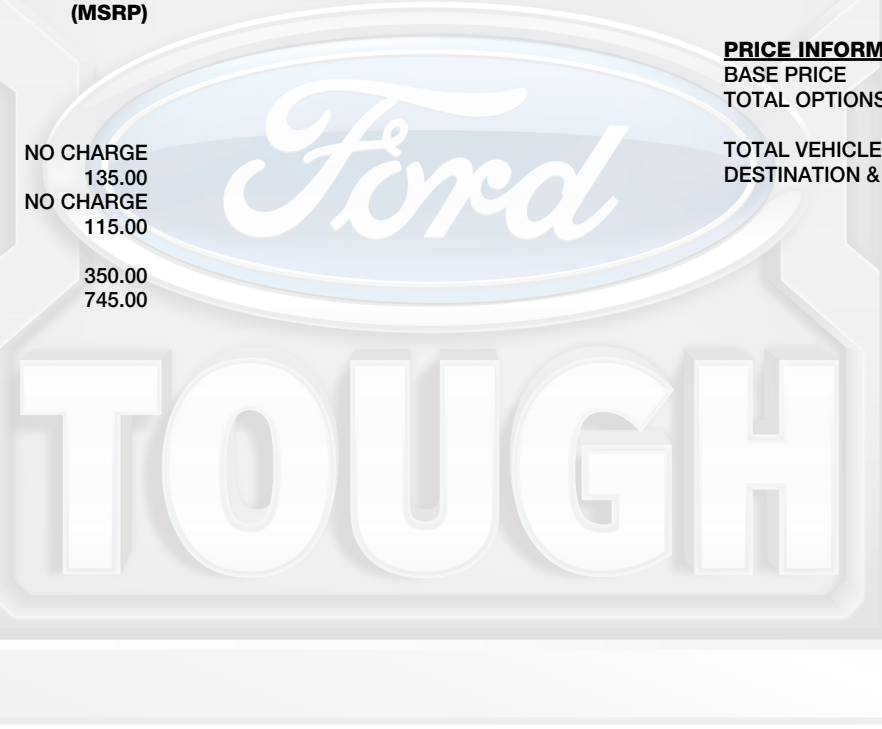 (MSRP)
NO CHARGE
135.00
NO CHARGE
115.00
350.00
745.00
PRICE INFORM
BASE PRICE
TOTAL OPTIONS
TOTAL VEHICLE
DESTINATION &
Ford
TOUGH